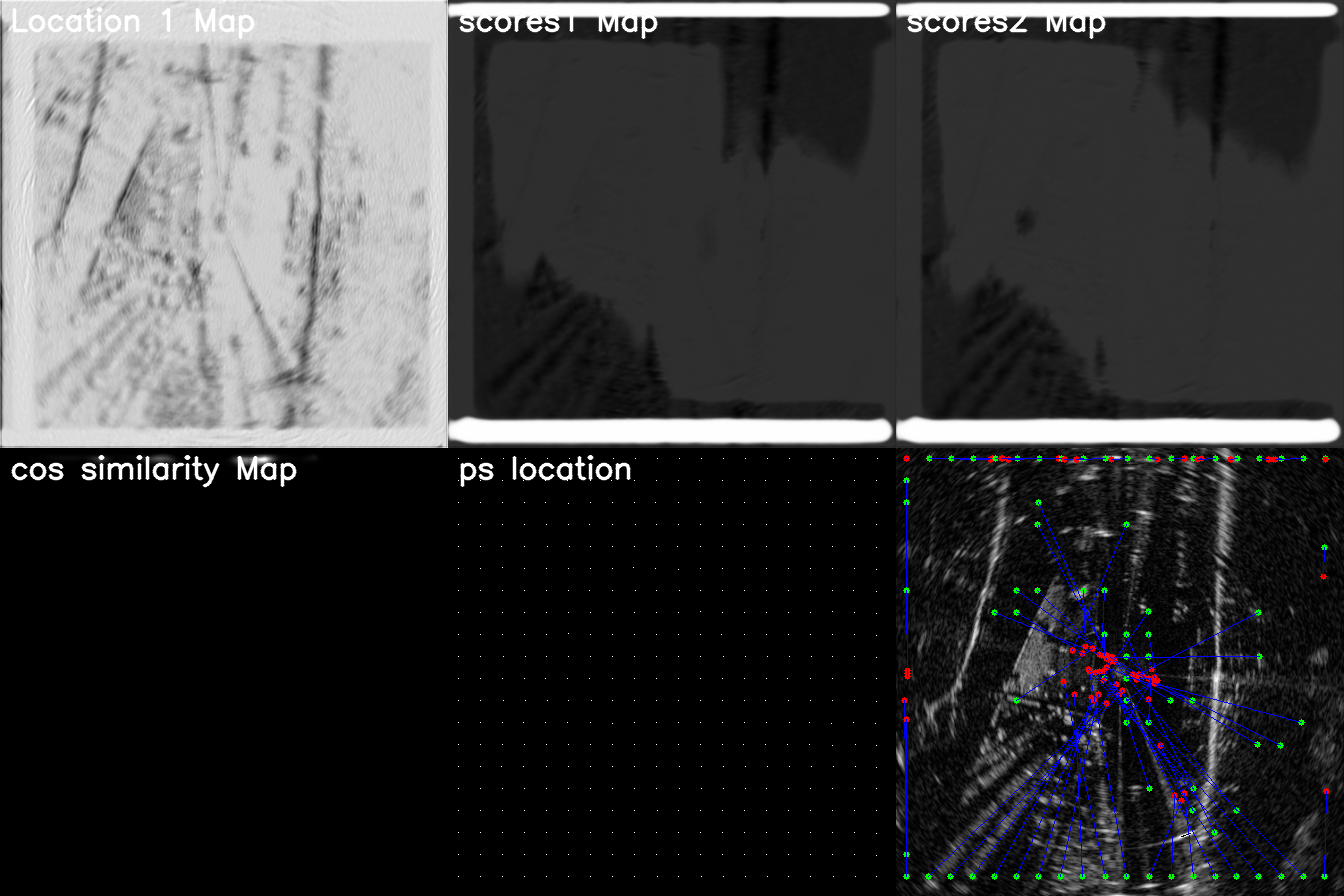 Location 1 Map
scores1 Map
scores2 Map
cos similarity Map
ps location